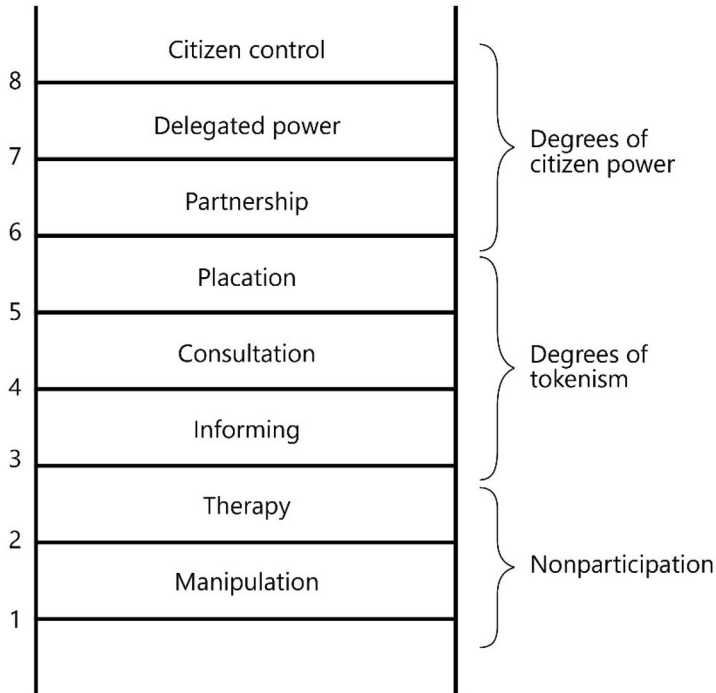 Citizen control
8
Delegated power
7
Degrees of
citizen power
Partnership
6
Placation
5
Consultation
Degrees of
tokenism
4
Informing
3
Therapy
2
Nonparticipation
Manipulation
1